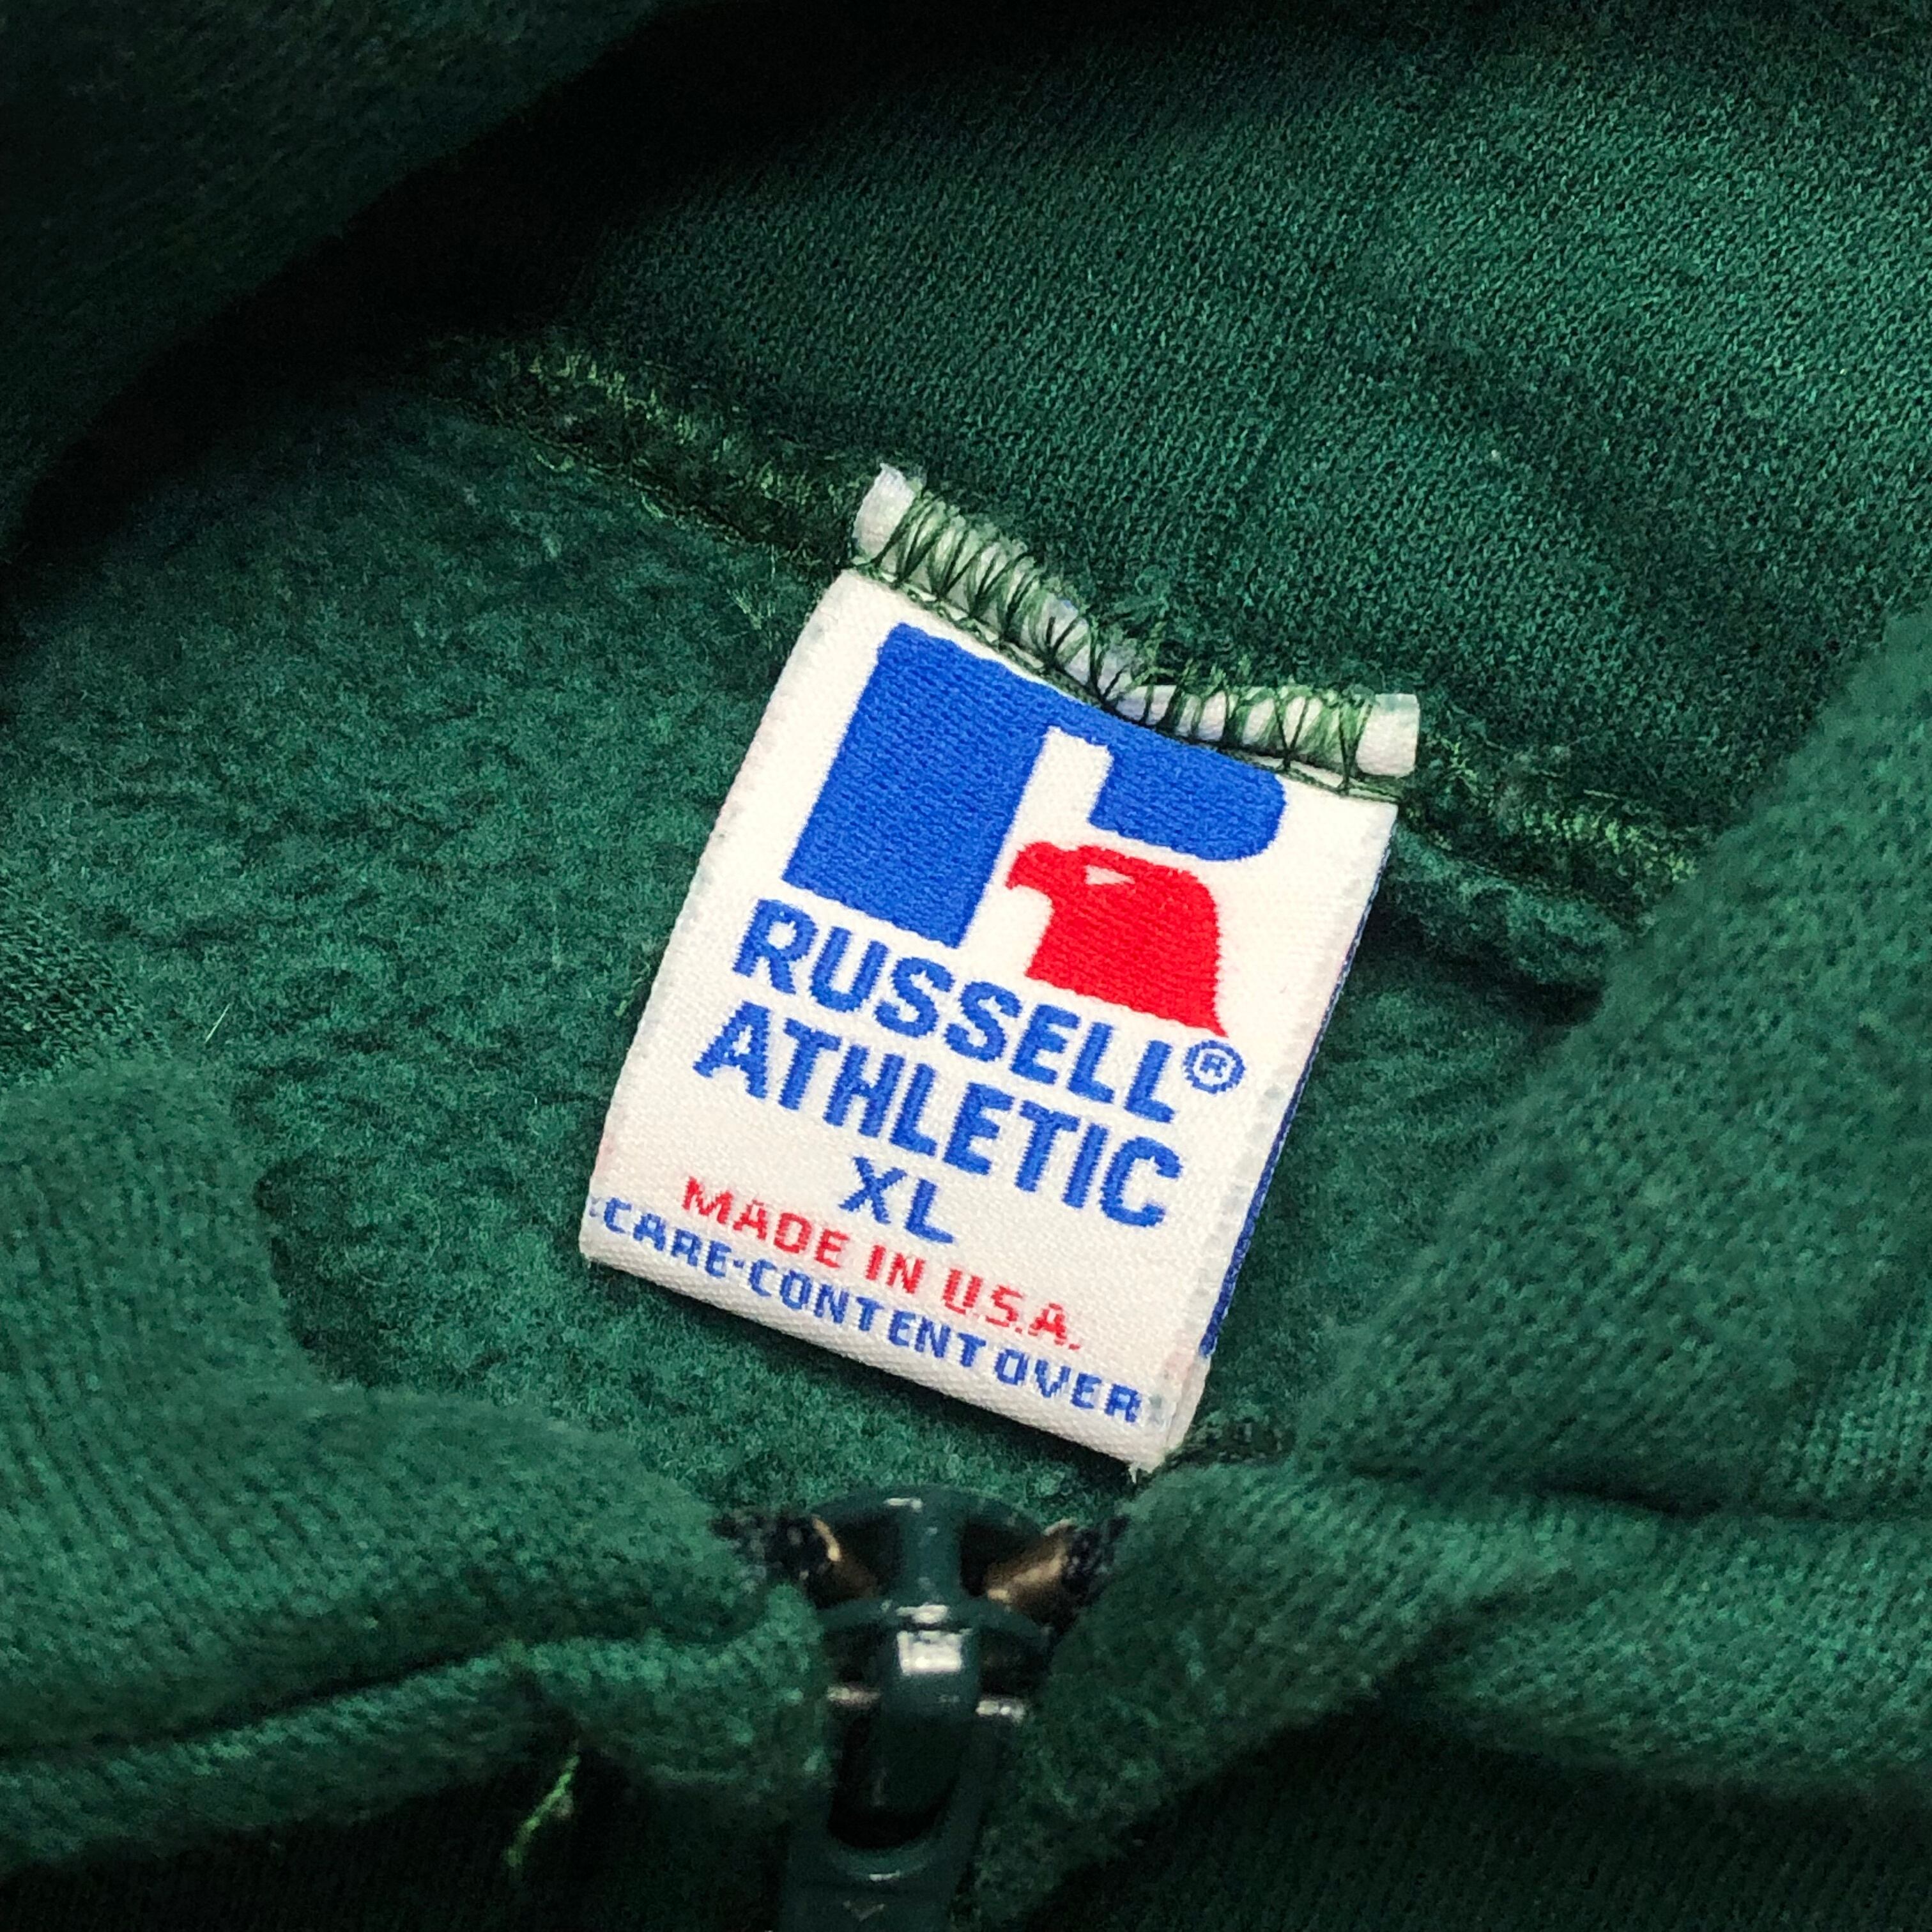 RUSSELL®
ATHLETIC
XL
MADE IN U.S.A.
CARE-CONTENT OVER